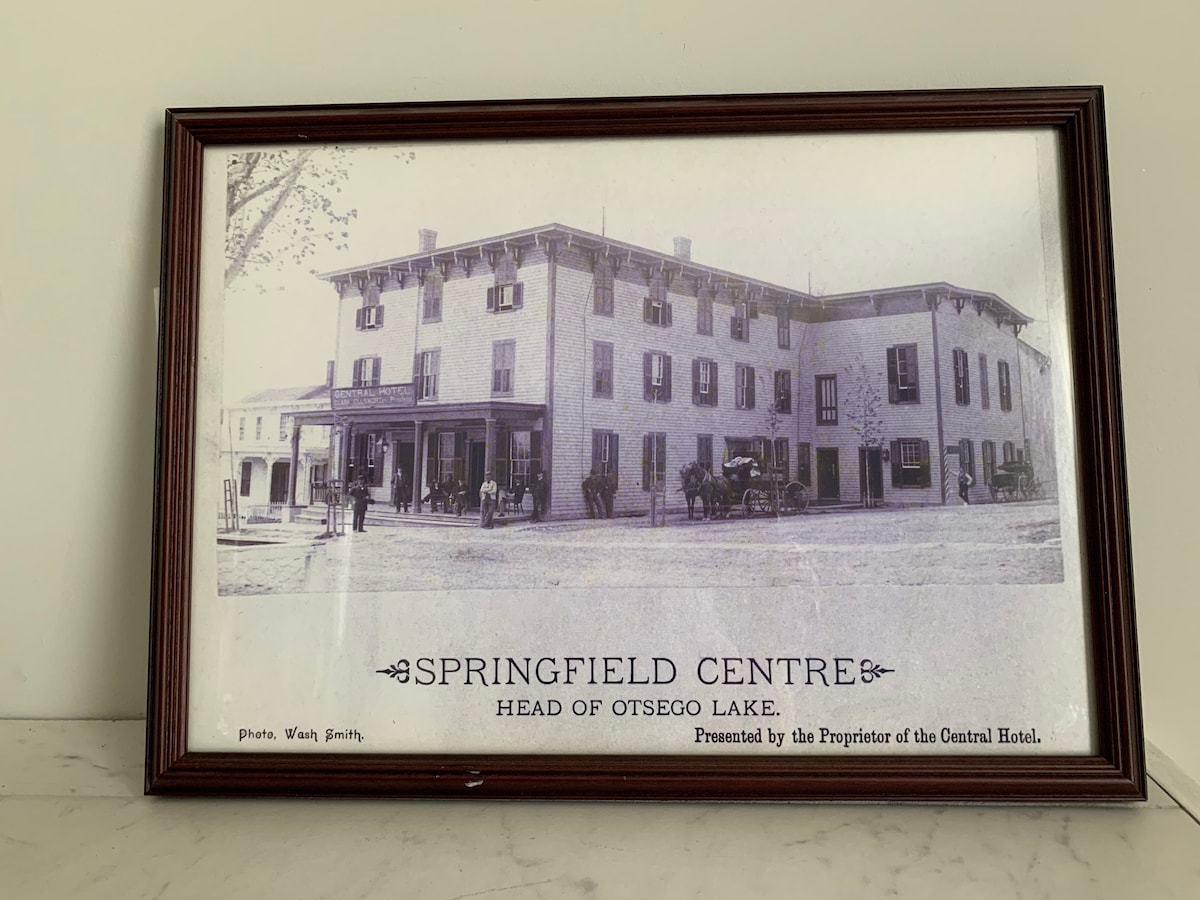 CENTRAL HOTEL
SPRINGFIELD CENTRE
HEAD OF OTSEGO LAKE.
Photo, Wash Smith.
Presented by the Proprietor of the Central Hotel.